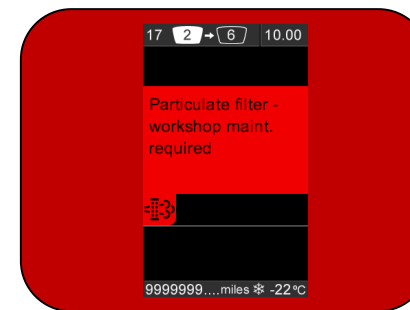 17 2→6 10.00
Particulate filter -
workshop maint.
required
9999999....miles ❄ -22°C